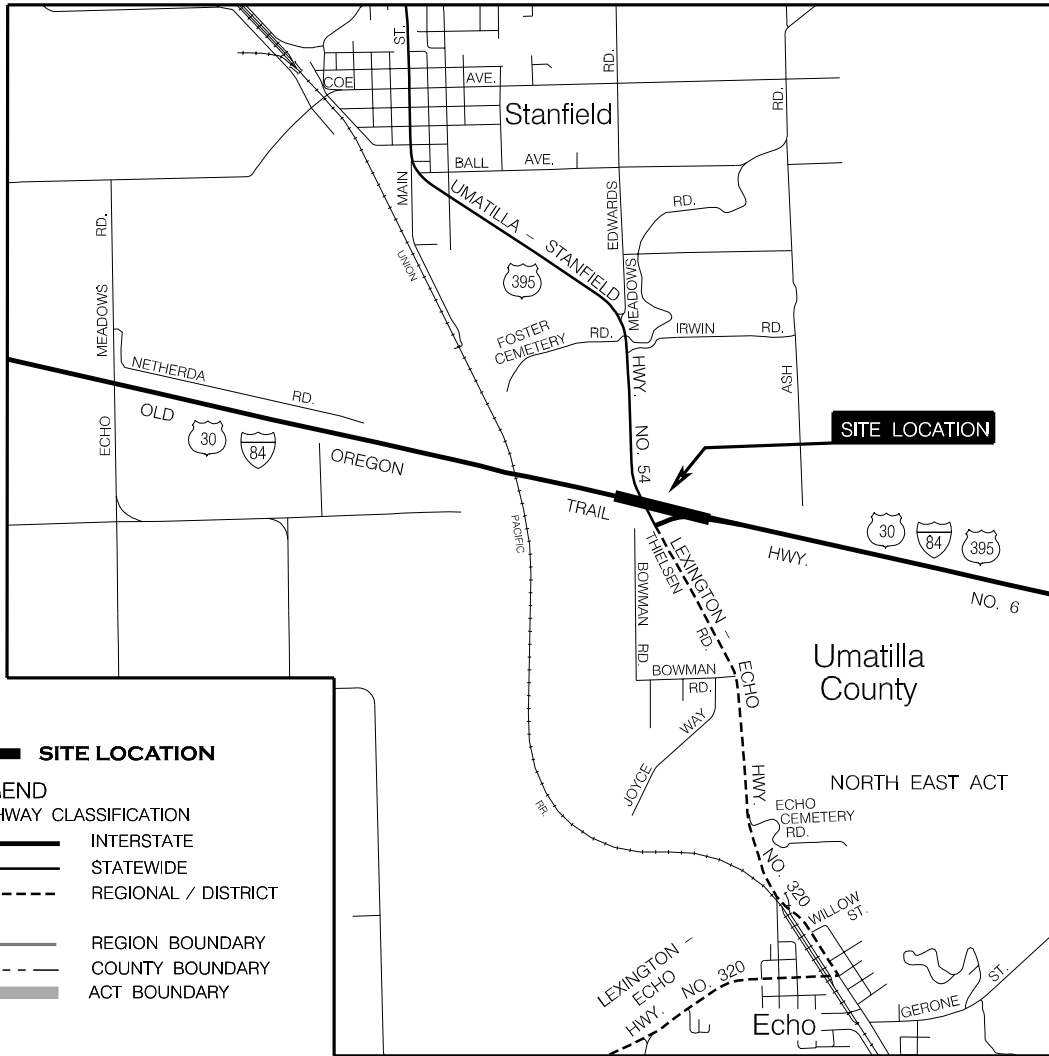 ST.
COE
AVE.
RD.
RD.
Stanfield
BALL AVE.
MAIN
UMATILLA - STANFIELD
HWY. NO. 54
EDWARDS
RD.
MEADOWS
395
UNION
PACIFIC
RR.
FOSTER
CEMETERY
RD.
IRWIN RD.
ASH
RD.
MEADOWS
ECHO
NETHERDA RD.
OLD OREGON TRAIL HWY. NO. 6
30
84
SITE LOCATION
30
84
395
THIELSEN RD.
LEXINGTON - ECHO HWY. NO. 320
BOWMAN RD.
BOWMAN
RD.
JOYCE WAY
Umatilla
County
NORTH EAST ACT
ECHO
CEMETERY
RD.
WILLOW
ST.
LEXINGTON -
ECHO
HWY. NO. 320
Echo
GERONE ST.
SITE LOCATION
END
HWAY CLASSIFICATION
INTERSTATE
STATEWIDE
REGIONAL / DISTRICT
REGION BOUNDARY
COUNTY BOUNDARY
ACT BOUNDARY